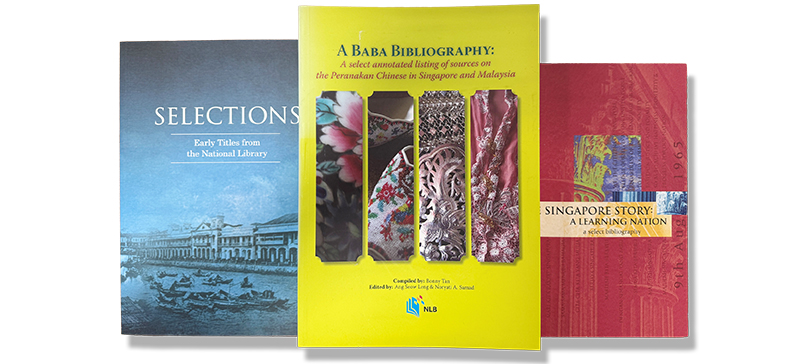 SELECTIONS
Early Titles from
the National Library
A BABA BIBLIOGRAPHY:
A select annotated listing of sources on
the Peranakan Chinese in Singapore and Malaysia
Compiled by: Bonny Tan
Edited by: Ang Seow Leng & Noryati A. Samad
NLB
SINGAPORE STORY:
A LEARNING NATION
a select bibliography
9th Aug 1965